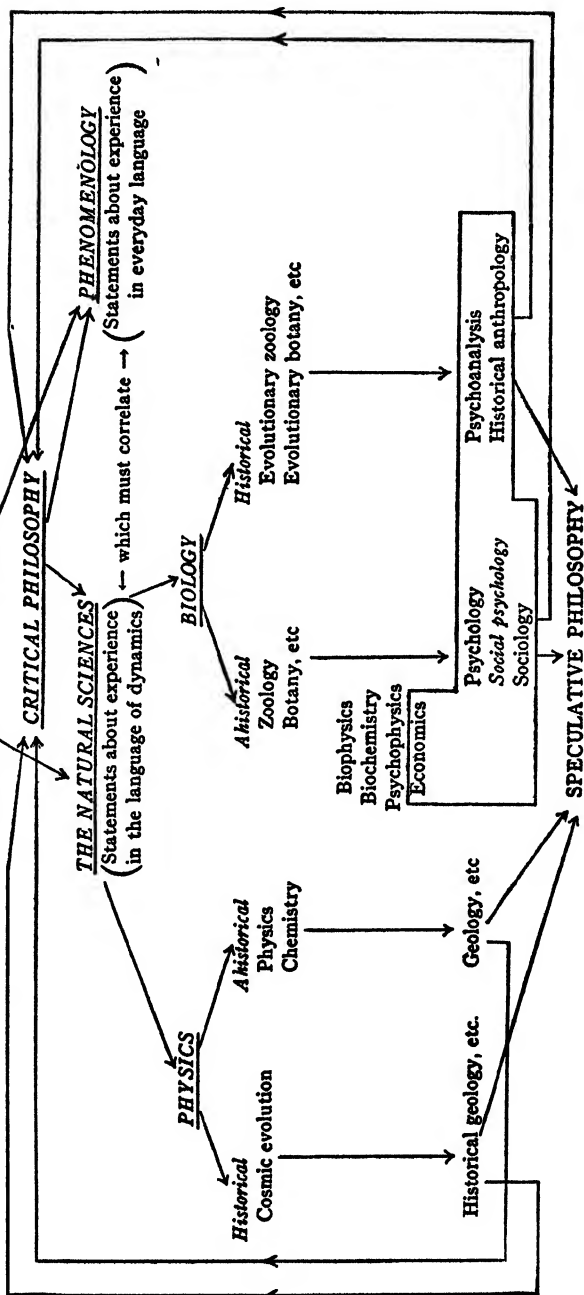 CRITICAL PHILOSOPHY
THE NATURAL SCIENCES
(Statements about experience
in the language of dynamics)
← which must correlate →
PHENOMENOLOGY
(Statements about experience
in everyday language)
PHYSICS
Historical
Cosmic evolution
Ahistorical
Physics
Chemistry
BIOLOGY
Ahistorical
Zoology
Botany, etc
Historical
Evolutionary zoology
Evolutionary botany, etc
Historical geology, etc.
Geology, etc
Biophysics
Biochemistry
Psychophysics
Economics
Psychology
Social psychology
Sociology
Psychoanalysis
Historical anthropology
SPECULATIVE PHILOSOPHY